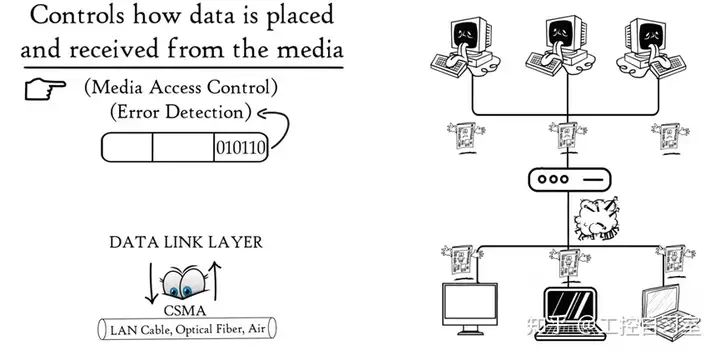 Controls how data is placed
and received from the media
(Media Access Control)
(Error Detection)
010110
DATA LINK LAYER
CSMA
LAN Cable, Optical Fiber, Air
知乎 @工控自习室